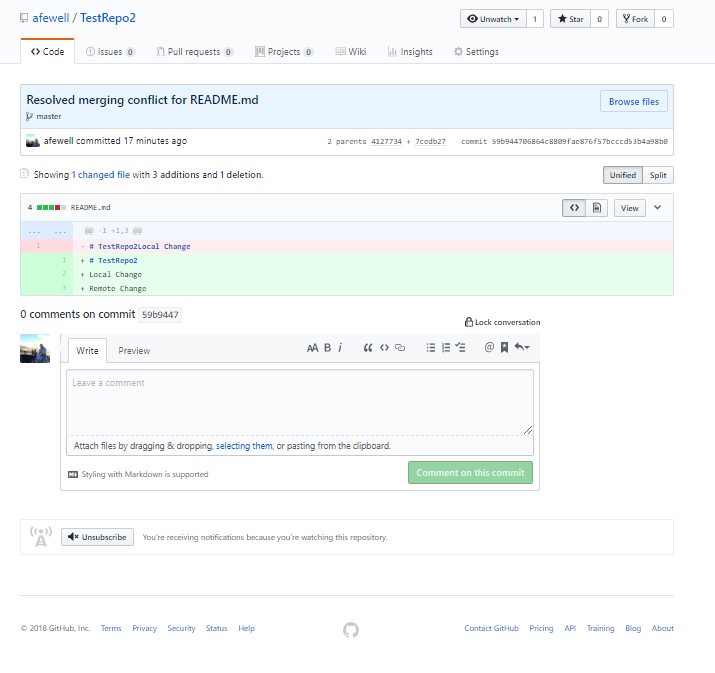 afewell / TestRepo2
Unwatch 1 Star 0 Fork 0
Code Issues 0 Pull requests 0 Projects 0 Wiki Insights Settings
Resolved merging conflict for README.md
Browse files
master
afewell committed 17 minutes ago
2 parents 4127734 + 7cedb27 commit 59b944706864c8809fae876f57bcccd53b4a98b0
Showing 1 changed file with 3 additions and 1 deletion.
Unified Split
4 README.md
View
... ... @@ -1 +1,3 @@
1 - # TestRepo2Local Change
1 + # TestRepo2
2 + Local Change
3 + Remote Change
0 comments on commit 59b9447
Lock conversation
Write Preview
AA B i
Leave a comment
Attach files by dragging & dropping, selecting them, or pasting from the clipboard.
Styling with Markdown is supported
Comment on this commit
Unsubscribe You're receiving notifications because you're watching this repository.
© 2018 GitHub, Inc. Terms Privacy Security Status Help
Contact GitHub Pricing API Training Blog About